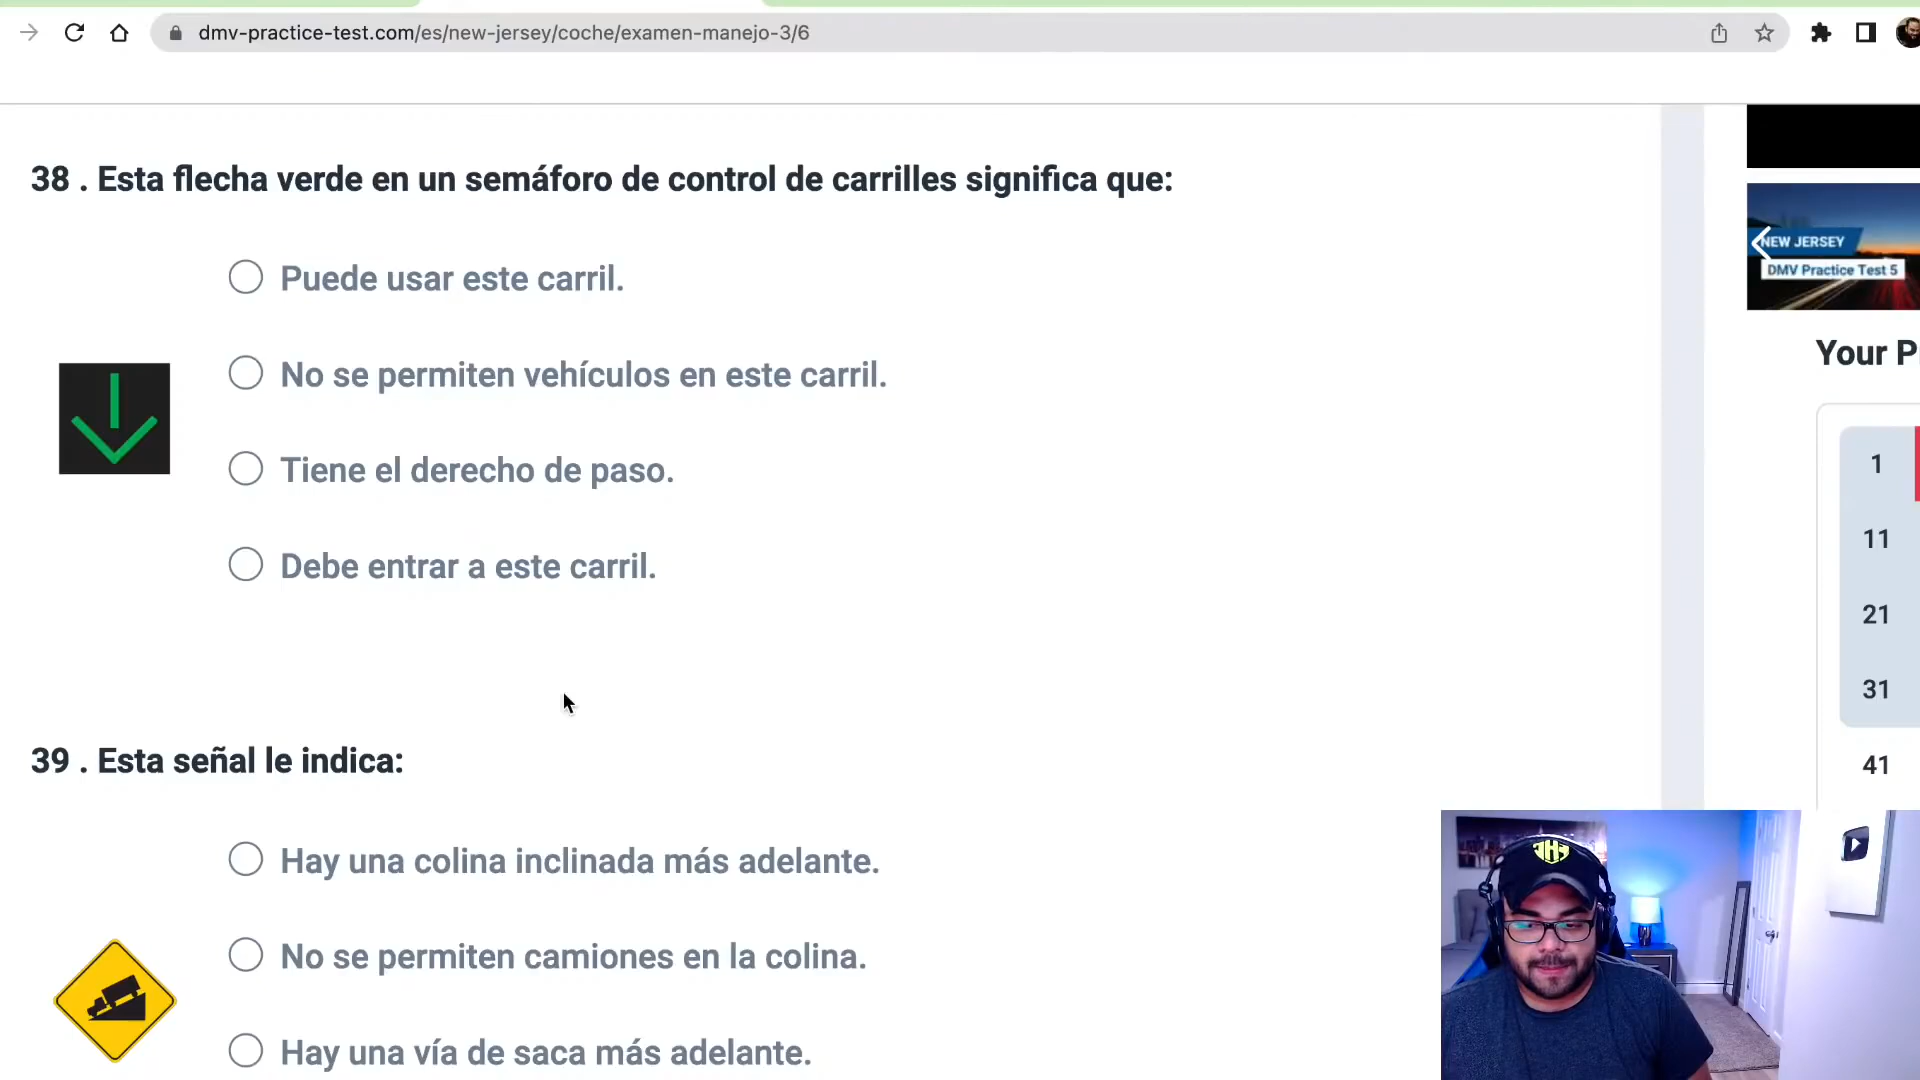 dmv-practice-test.com/es/new-jersey/coche/examen-manejo-3/6
38 . Esta flecha verde en un semáforo de control de carrilles significa que:
Puede usar este carril.
No se permiten vehículos en este carril.
Tiene el derecho de paso.
Debe entrar a este carril.
39 . Esta señal le indica:
Hay una colina inclinada más adelante.
No se permiten camiones en la colina.
Hay una vía de saca más adelante.
NEW JERSEY
DMV Practice Test 5
Your P
1
11
21
31
41